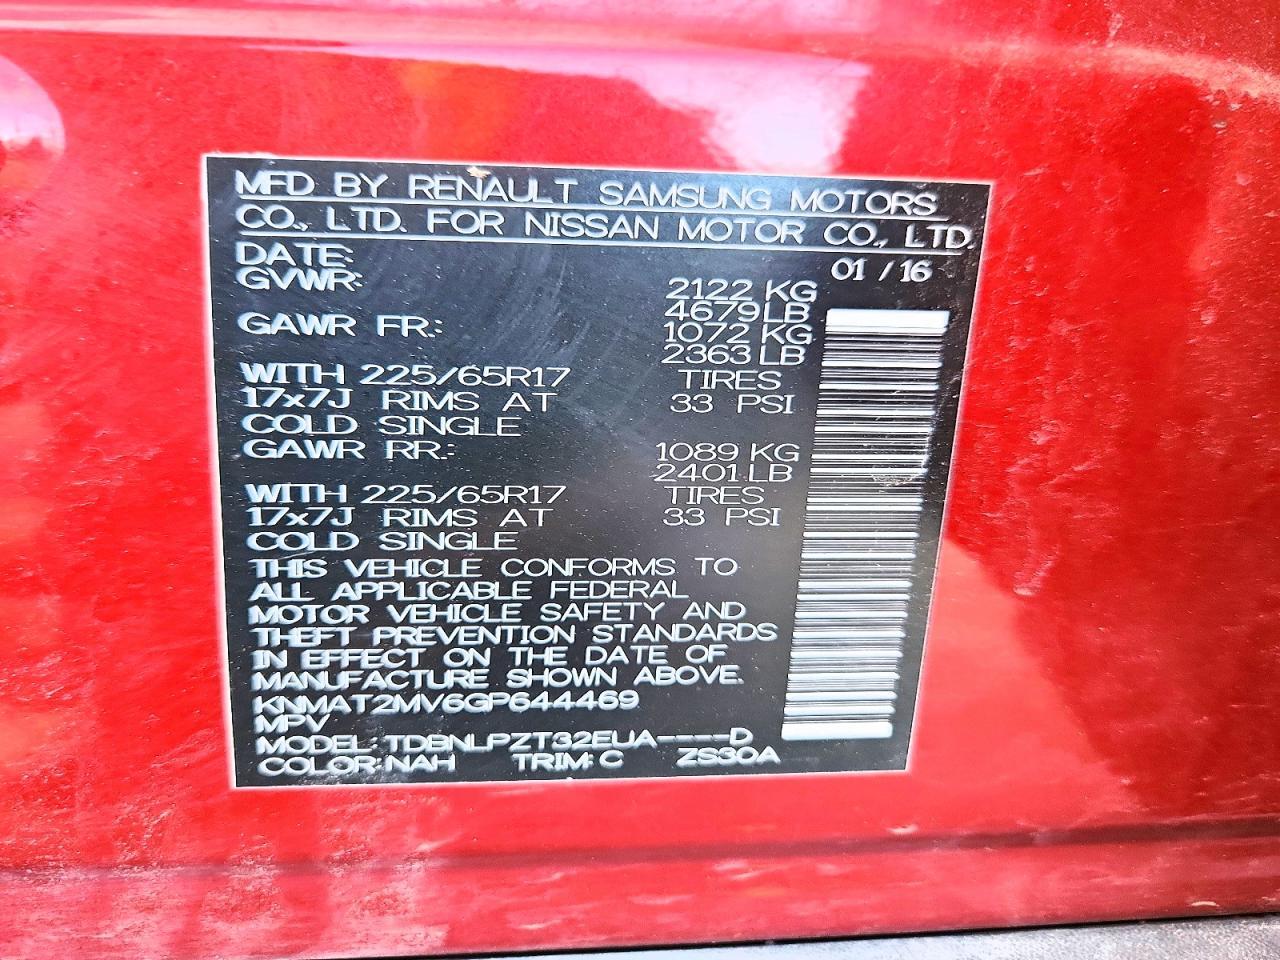 MFD BY RENAULT SAMSUNG MOTORS
CO., LTD. FOR NISSAN MOTOR CO., LTD.
DATE: 01 / 16
GVWR: 2122 KG
4679 LB
GAWR FR.: 1072 KG
2363 LB
WITH 225/65R17 TIRES
17x7J RIMS AT 33 PSI
COLD SINGLE
GAWR RR.: 1089 KG
2401 LB
WITH 225/65R17 TIRES
17x7J RIMS AT 33 PSI
COLD SINGLE
THIS VEHICLE CONFORMS TO
ALL APPLICABLE FEDERAL
MOTOR VEHICLE SAFETY AND
THEFT PREVENTION STANDARDS
IN EFFECT ON THE DATE OF
MANUFACTURE SHOWN ABOVE.
KNMAT2MV6GP644469
MPV
MODEL: TDBNLPZT32EUA----D
COLOR: NAH TRIM: C ZS30A